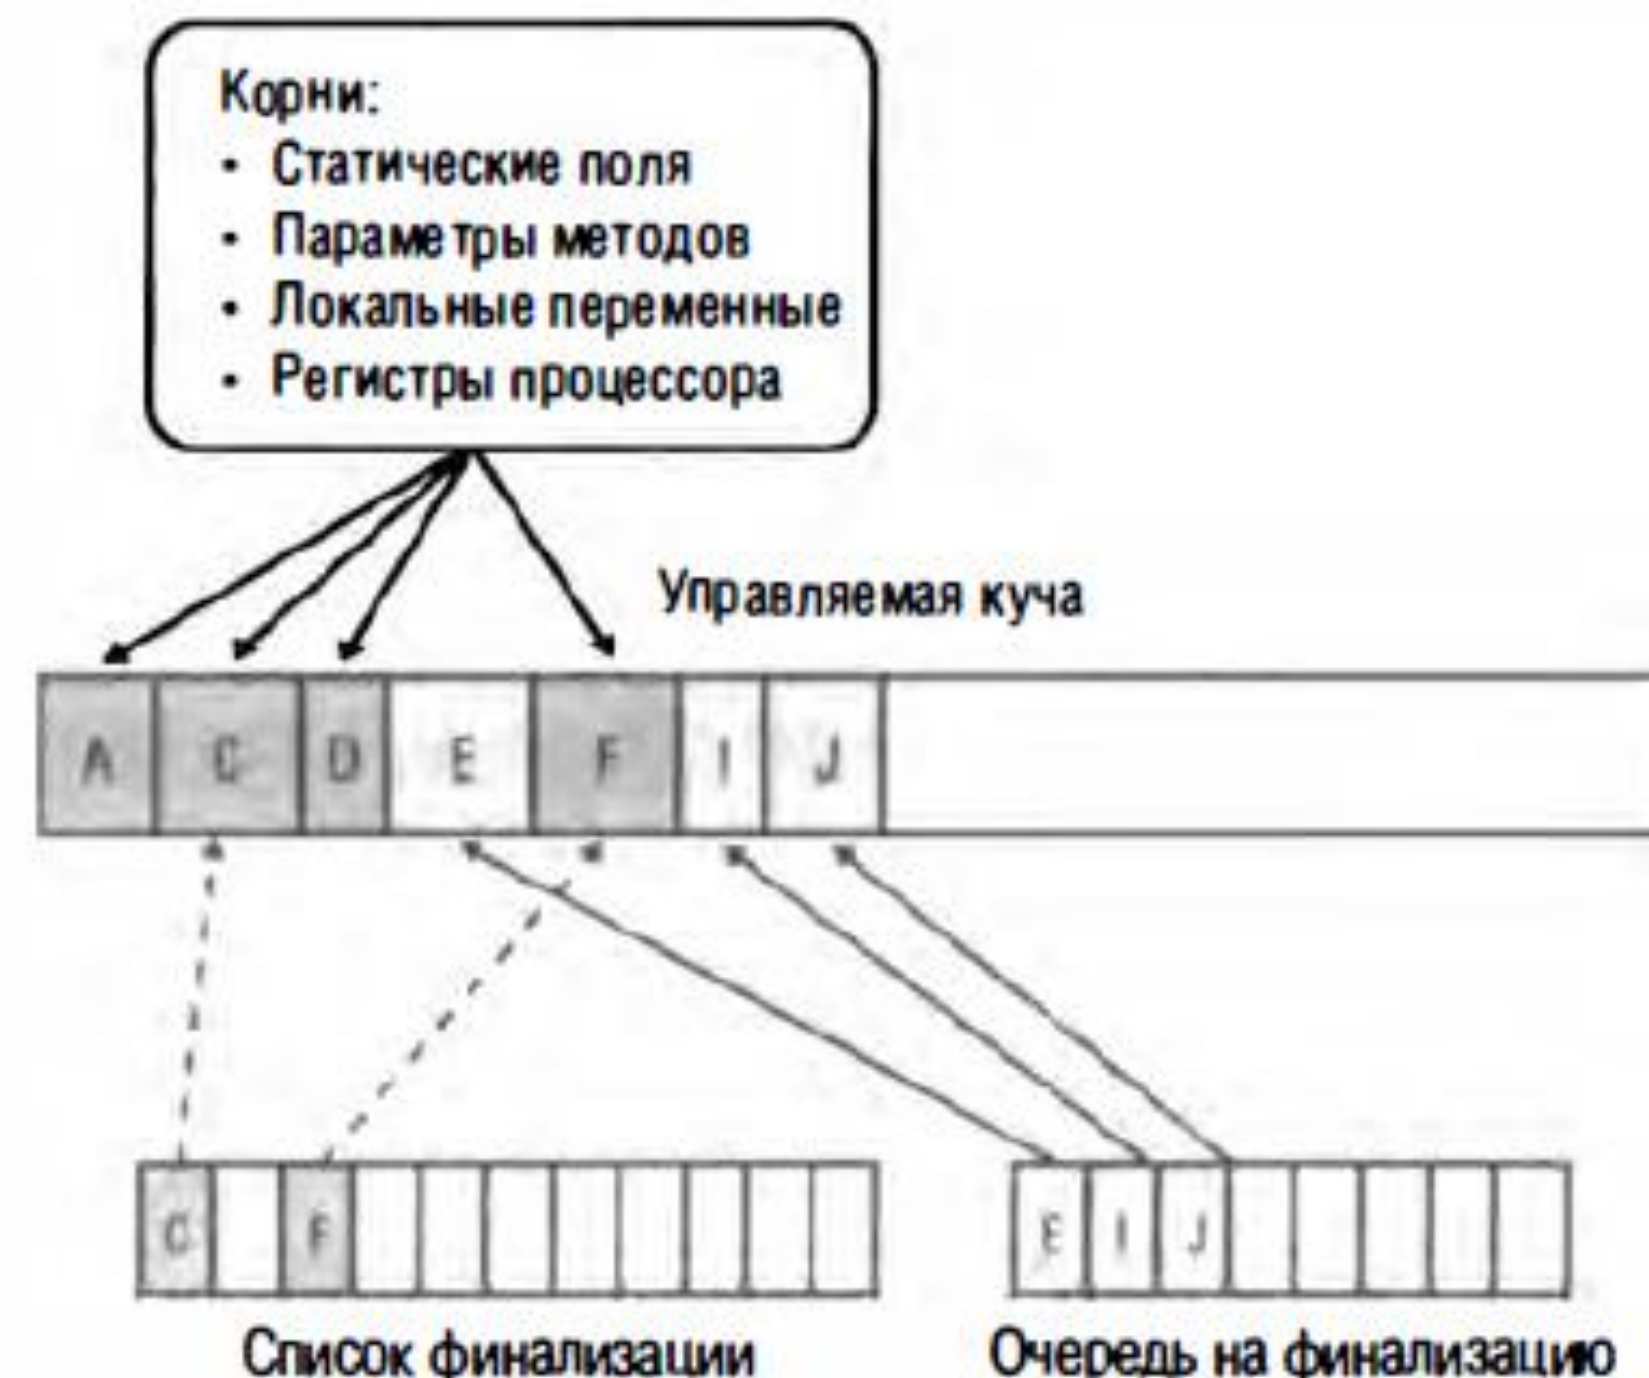 Корни:
• Статические поля
• Параметры методов
• Локальные переменные
• Регистры процессора
Управляемая куча
A C D E F I J
C F
E I J
Список финализации
Очередь на финализацию